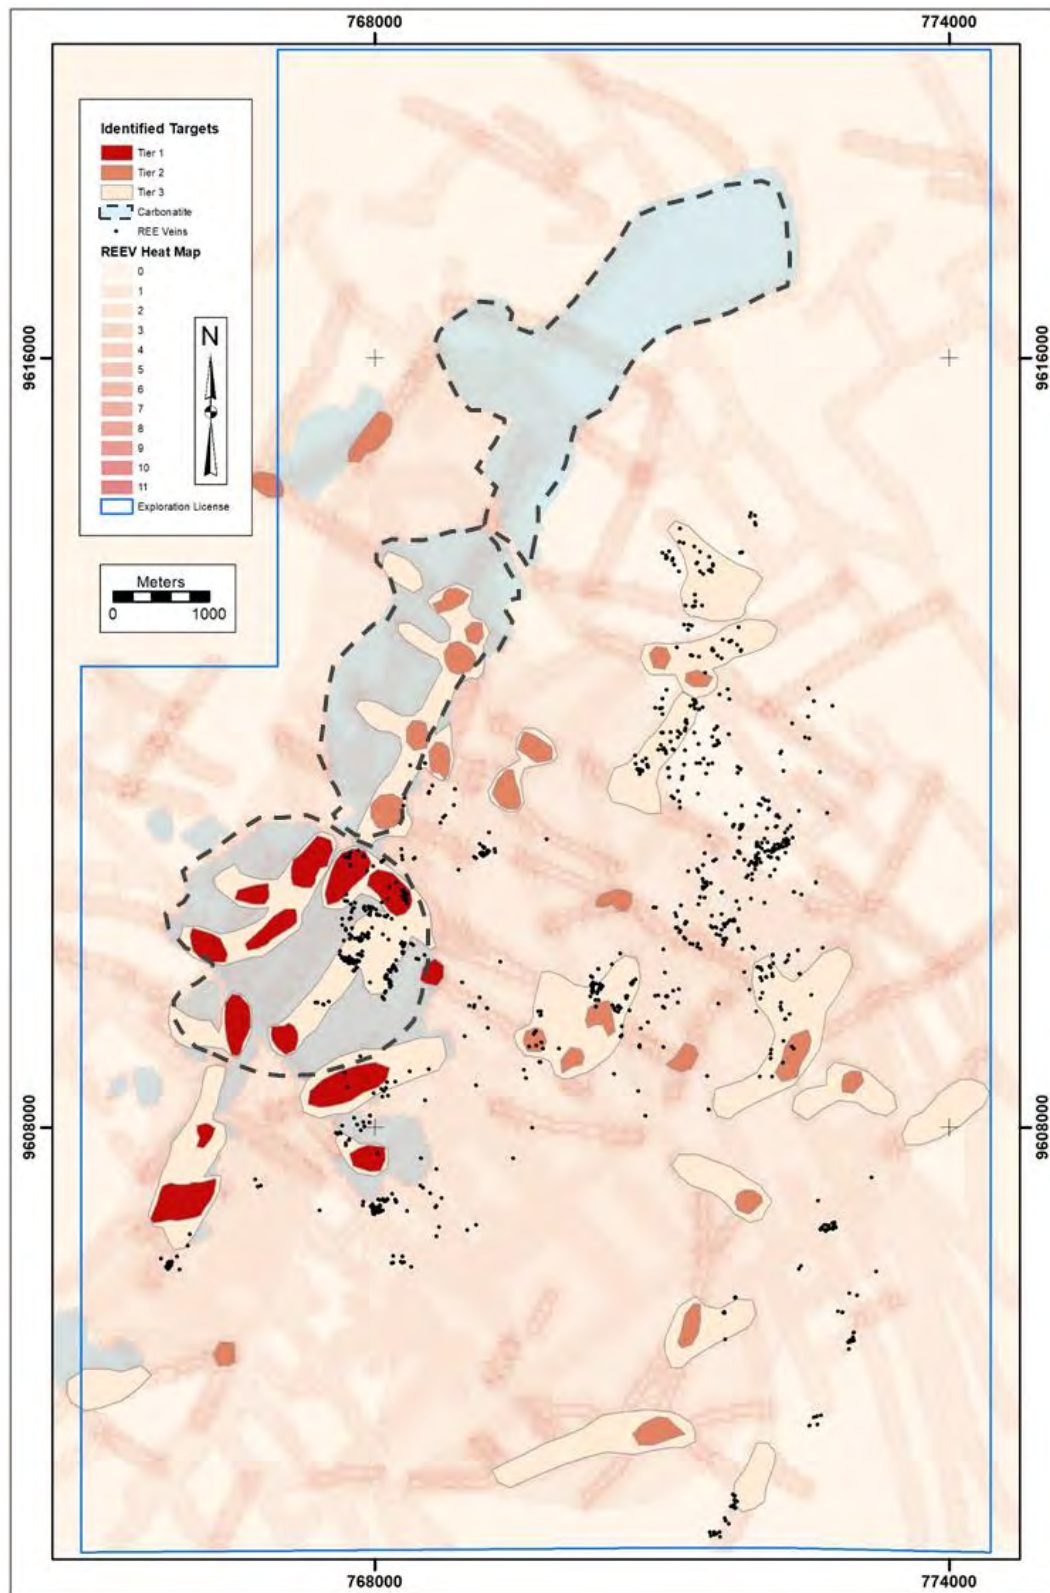 768000
774000
Identified Targets
Tier 1
Tier 2
Tier 3
Carbonatite
REE Veins
REEV Heat Map
0
1
2
3
4
5
6
7
8
9
10
11
Exploration License
N
9616000
9616000
Meters
0 1000
9608000
9608000
768000
774000